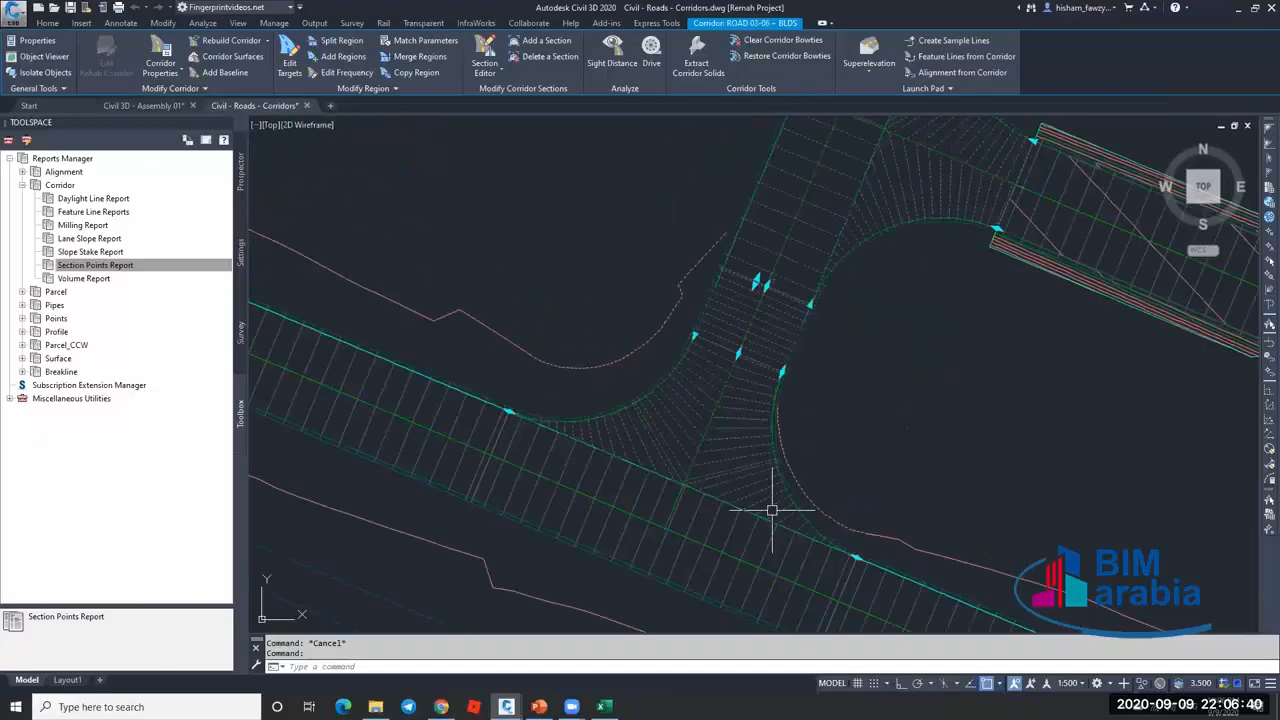 C3D
Fingerprintvideos.net
Autodesk Civil 3D 2020 Civil - Roads - Corridors.dwg (Remah Project)
hisham_fawzy...
Home Insert Annotate Modify Analyze View Manage Output Survey Rail Transparent InfraWorks Collaborate Help Add-ins Express Tools Corridor: ROAD 03-06 - BLDS
Properties
Object Viewer
Isolate Objects
General Tools
Edit Rehab Corridor
Corridor Properties
Rebuild Corridor
Corridor Surfaces
Add Baseline
Modify Corridor
Edit Targets
Split Region
Add Regions
Edit Frequency
Match Parameters
Merge Regions
Copy Region
Modify Region
Section Editor
Add a Section
Delete a Section
Modify Corridor Sections
Sight Distance
Drive
Analyze
Extract Corridor Solids
Clear Corridor Bowties
Restore Corridor Bowties
Corridor Tools
Superelevation
Create Sample Lines
Feature Lines from Corridor
Alignment from Corridor
Launch Pad
Start Civil 3D - Assembly 01* Civil - Roads - Corridors*
TOOLSPACE
[−][Top][2D Wireframe]
Reports Manager
Alignment
Corridor
Daylight Line Report
Feature Line Reports
Milling Report
Lane Slope Report
Slope Stake Report
Section Points Report
Volume Report
Parcel
Pipes
Points
Profile
Parcel_CCW
Surface
Breakline
Subscription Extension Manager
Miscellaneous Utilities
Prospector
Settings
Survey
Toolbox
N
W TOP E
S
WCS
Y
X
BIM
arabia
Section Points Report
Command: *Cancel*
Command:
Type a command
Model Layout1
MODEL 1:500 3.500
Type here to search
2020-09-09 22:06:40